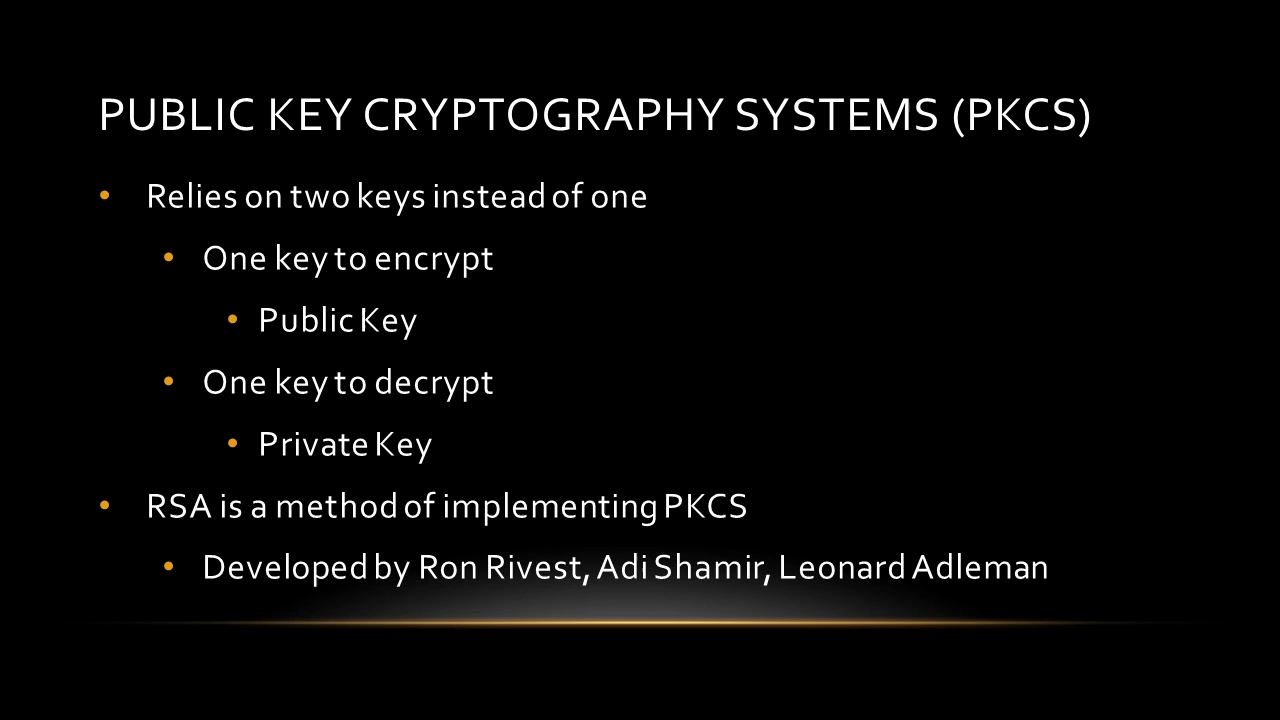 PUBLIC KEY CRYPTOGRAPHY SYSTEMS (PKCS)
• Relies on two keys instead of one
• One key to encrypt
• Public Key
• One key to decrypt
• Private Key
• RSA is a method of implementing PKCS
• Developed by Ron Rivest, Adi Shamir, Leonard Adleman